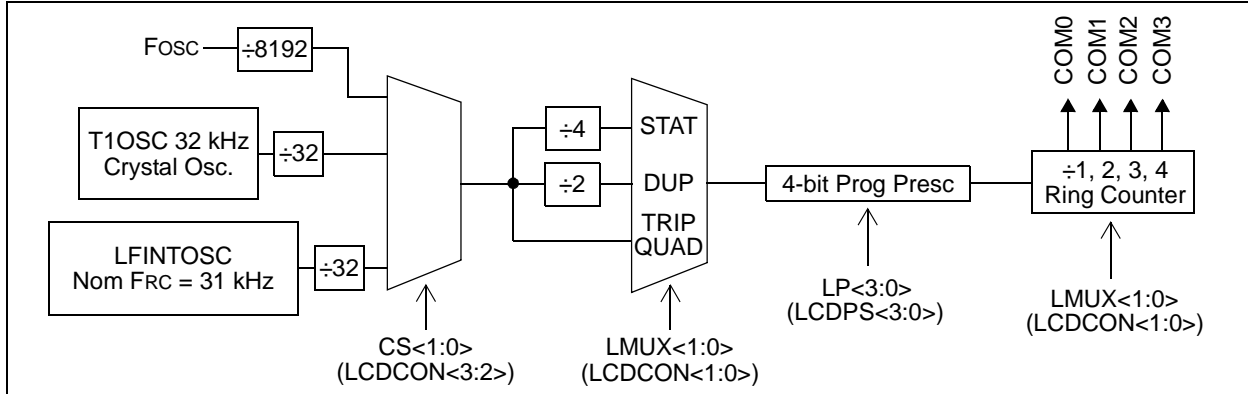 FOSC
÷8192
COM0
COM1
COM2
COM3
T1OSC 32 kHz
Crystal Osc.
÷32
÷4
STAT
÷2
DUP
TRIP
QUAD
4-bit Prog Presc
÷1, 2, 3, 4
Ring Counter
LFINTOSC
Nom FRC = 31 kHz
÷32
CS<1:0>
(LCDCON<3:2>)
LMUX<1:0>
(LCDCON<1:0>)
LP<3:0>
(LCDPS<3:0>)
LMUX<1:0>
(LCDCON<1:0>)